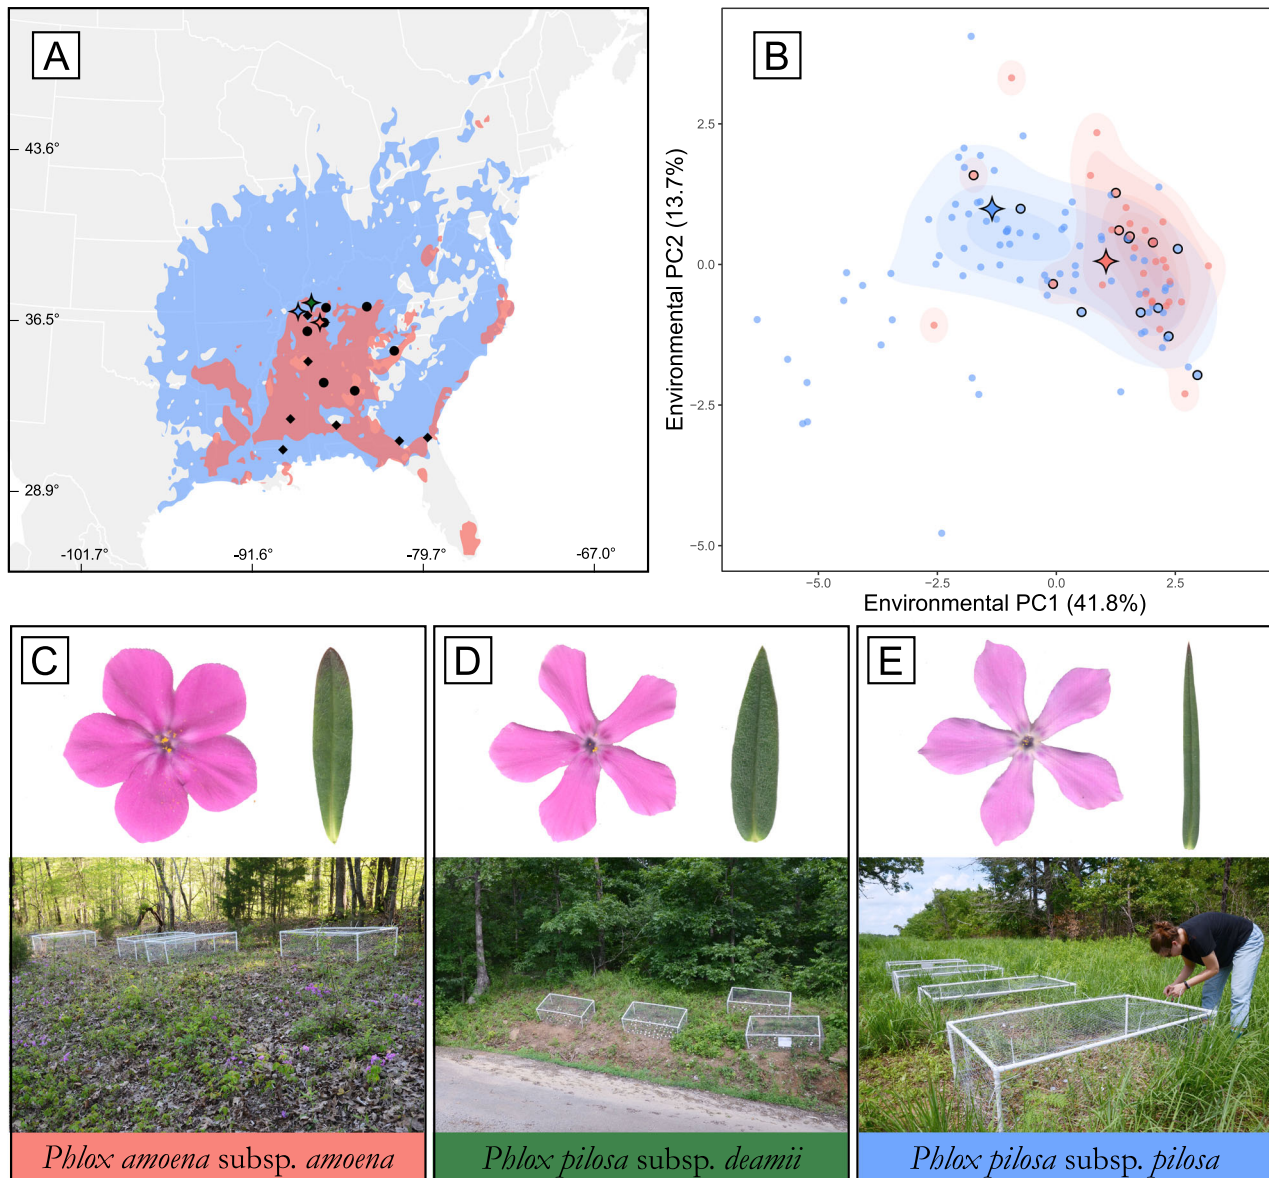 A
43.6°
36.5°
28.9°
-101.7°
-91.6°
-79.7°
-67.0°
B
Environmental PC2 (13.7%)
2.5
0.0
−2.5
−5.0
−5.0
−2.5
0.0
2.5
Environmental PC1 (41.8%)
C
D
E
Phlox amoena subsp. amoena
Phlox pilosa subsp. deamii
Phlox pilosa subsp. pilosa